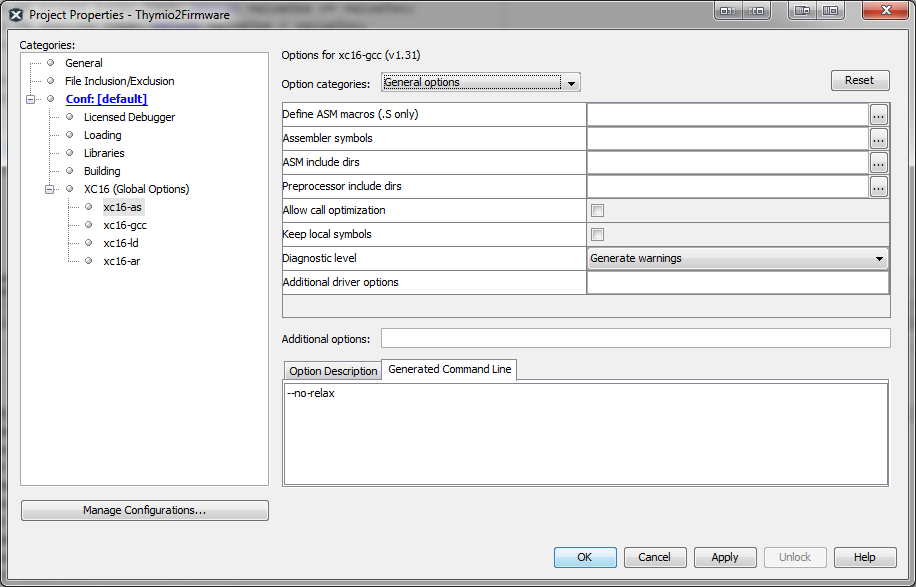 Project Properties - Thymio2Firmware
Categories:
General
File Inclusion/Exclusion
Conf: [default]
Licensed Debugger
Loading
Libraries
Building
XC16 (Global Options)
xc16-as
xc16-gcc
xc16-ld
xc16-ar
Manage Configurations...
Options for xc16-gcc (v1.31)
Option categories: General options Reset
Define ASM macros (.S only) ...
Assembler symbols ...
ASM include dirs ...
Preprocessor include dirs ...
Allow call optimization
Keep local symbols
Diagnostic level Generate warnings
Additional driver options
Additional options:
Option Description Generated Command Line
--no-relax
OK Cancel Apply Unlock Help